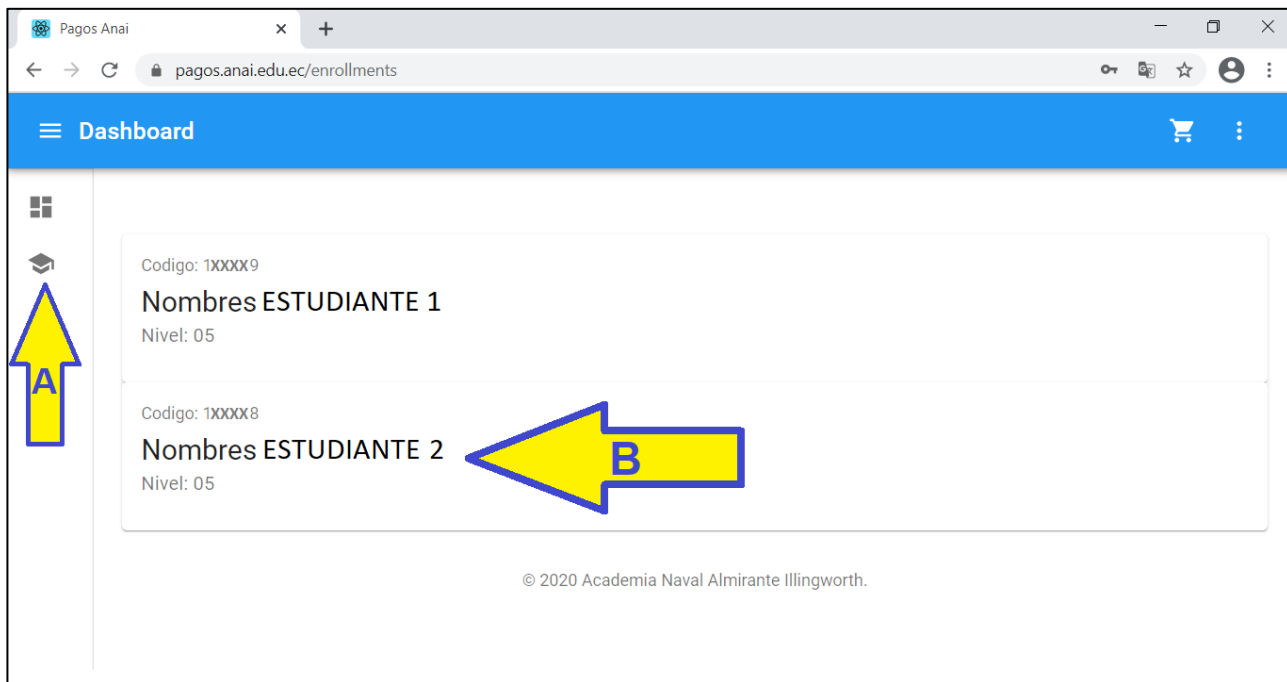 Pagos Anai
pagos.anai.edu.ec/enrollments
Dashboard
Codigo: 1XXXX9
Nombres ESTUDIANTE 1
Nivel: 05
A
Codigo: 1XXXX8
Nombres ESTUDIANTE 2
B
Nivel: 05
© 2020 Academia Naval Almirante Illingworth.